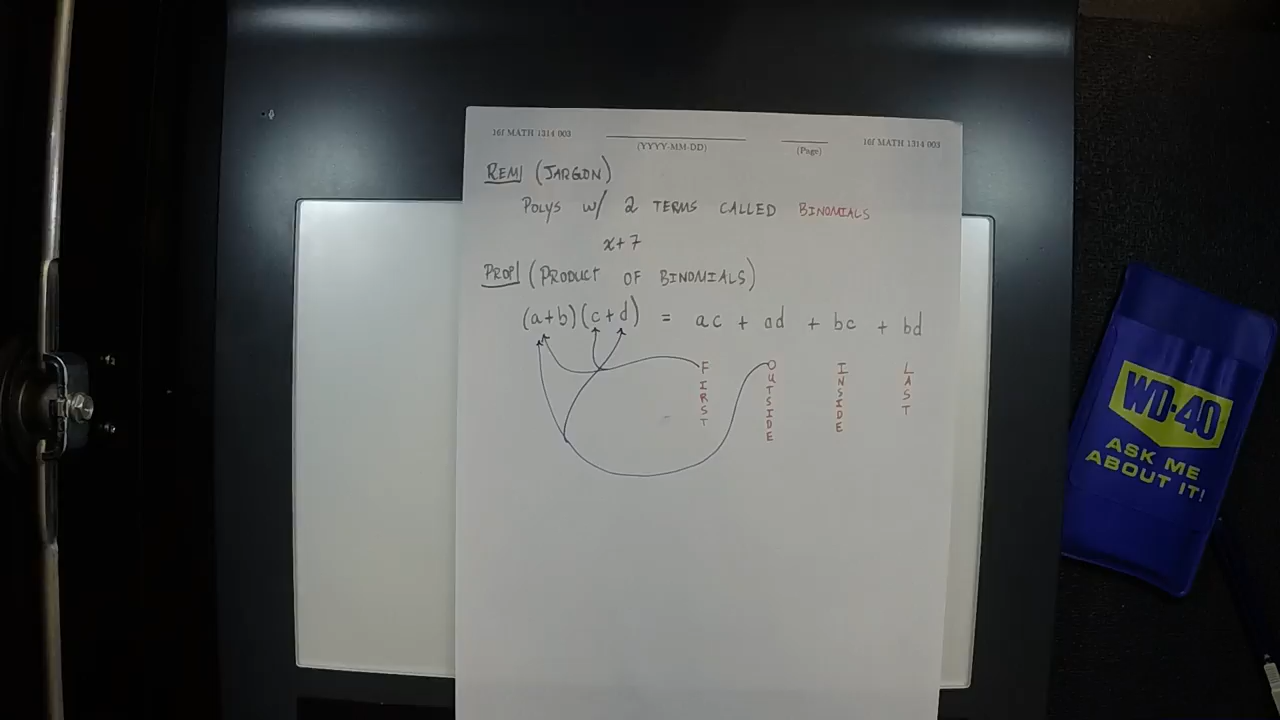 16f MATH 1314 003
(YYYY-MM-DD)
(Page)
16f MATH 1314 003
REM (JARGON)
POLYS W/ 2 TERMS CALLED BINOMIALS
x+7
PROP (PRODUCT OF BINOMIALS)
(a+b)(c+d) = ac + ad + bc + bd
FIRST
OUTSIDE
INSIDE
LAST
WD-40
ASK ME
ABOUT IT!